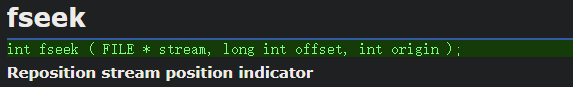 fseek
int fseek ( FILE * stream, long int offset, int origin );
Reposition stream position indicator